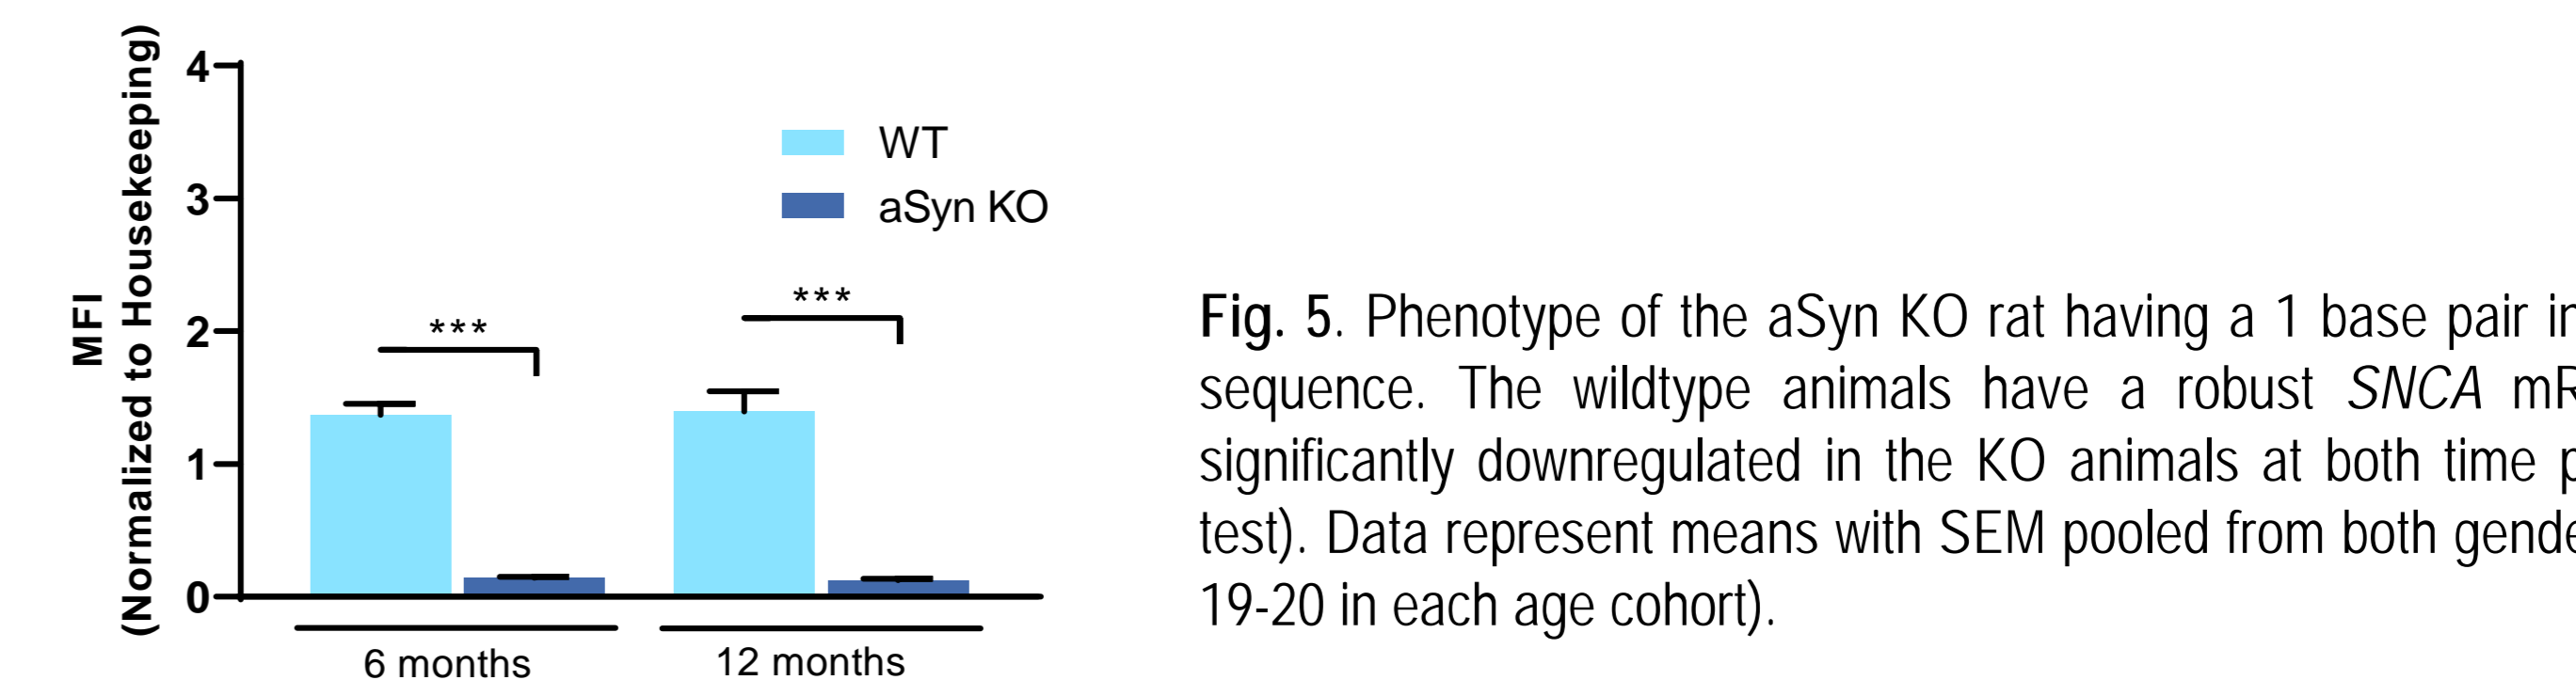 MFI
(Normalized to Housekeeping)
4
3
2
1
0
WT
aSyn KO
***
***
6 months
12 months
Fig. 5. Phenotype of the aSyn KO rat having a 1 base pair
sequence. The wildtype animals have a robust SNCA
significantly downregulated in the KO animals at both time
test). Data represent means with SEM pooled from both
19-20 in each age cohort).